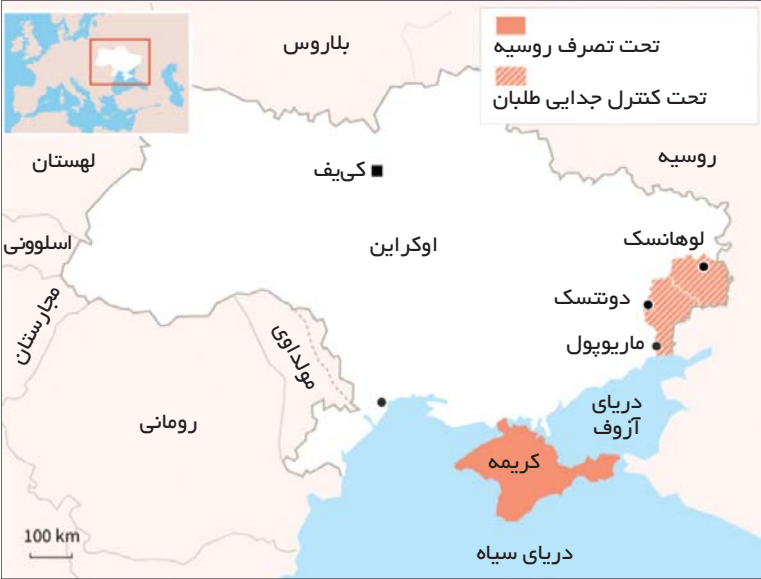 بلاروس
تحت تصرف روسیه
تحت کنترل جدایی طلبان
لهستان
کی‌یف
روسیه
اسلوونی
اوکراین
لوهانسک
مجارستان
دونتسک
مولداوی
ماریوپول
رومانی
دریای
آزوف
کریمه
100 km
دریای سیاه